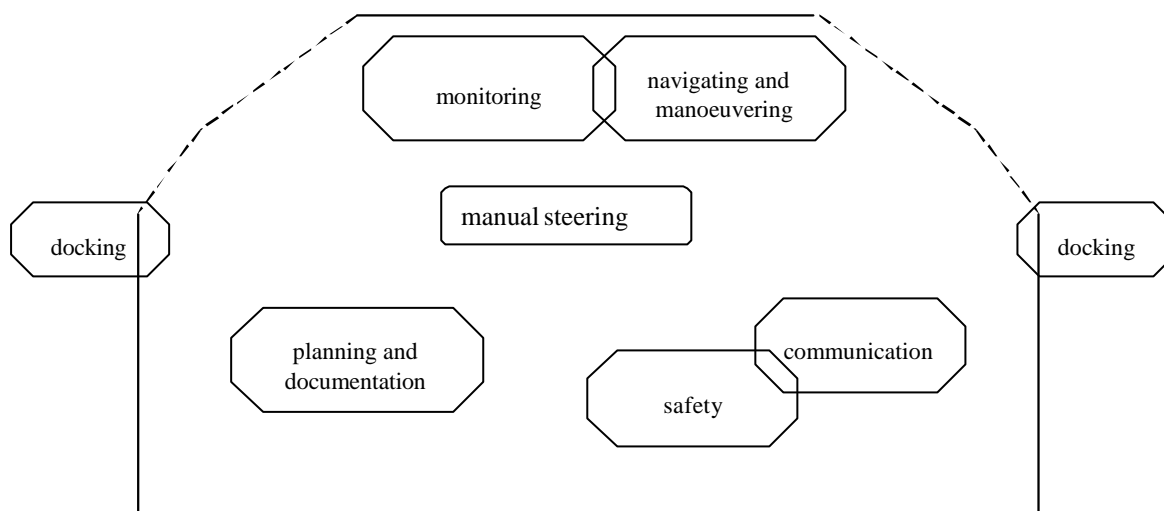 monitoring
navigating and
manoeuvering
manual steering
docking
docking
planning and
documentation
communication
safety